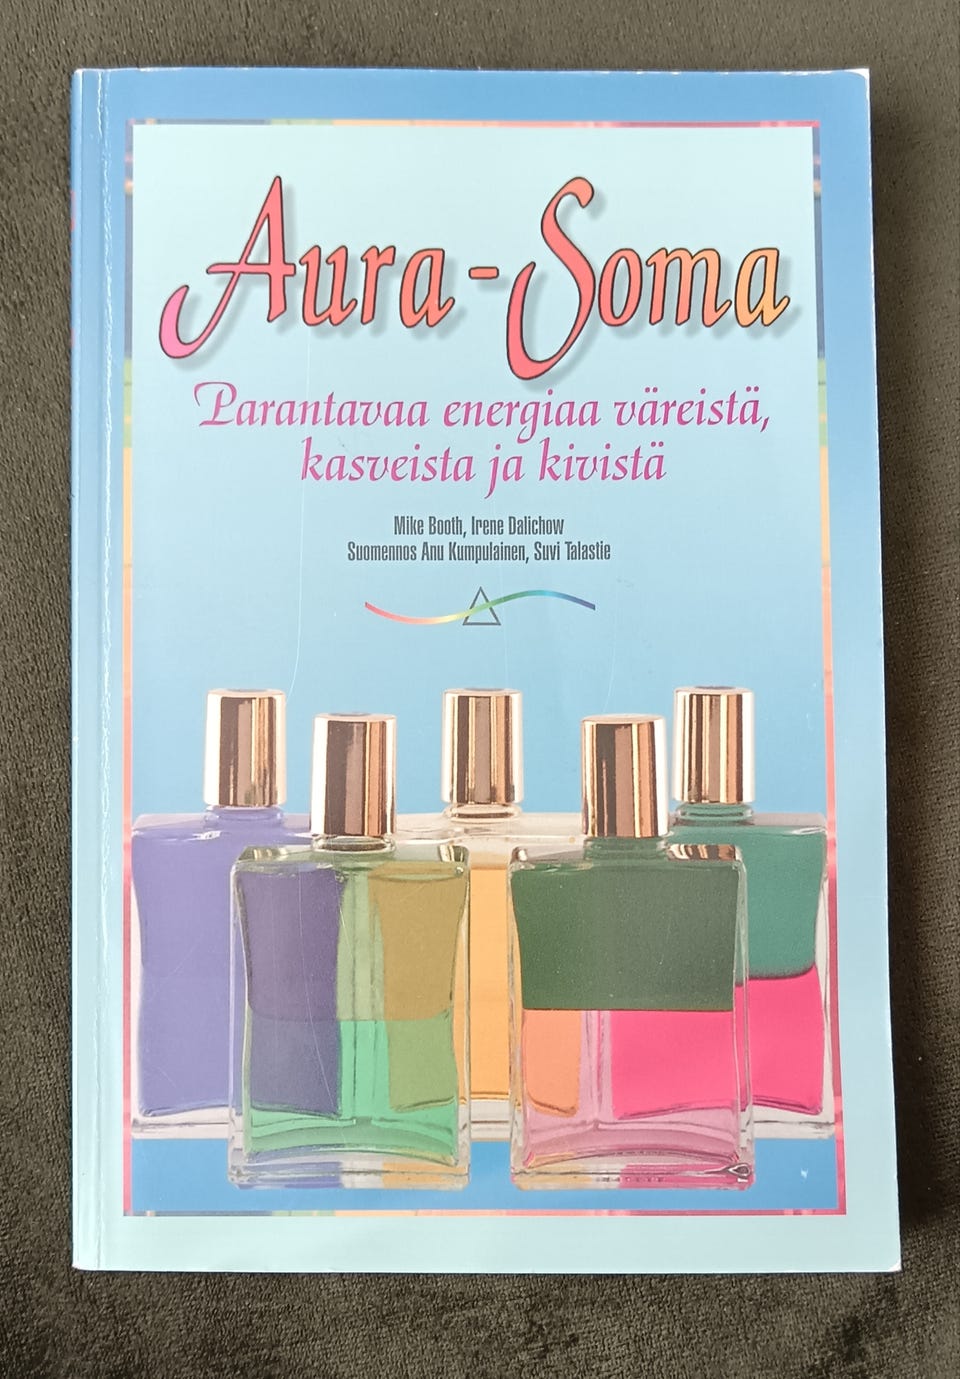 Aura-Soma
Parantavaa energiaa väreistä,
kasveista ja kivistä
Mike Booth, Irene Dalichow
Suomennos Anu Kumpulainen, Suvi Talastie